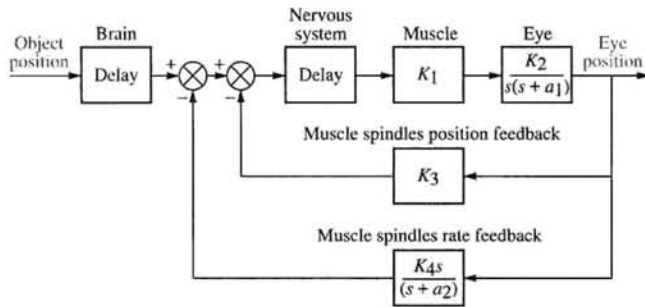 Object position
Brain
Delay
+
−
+
−
Nervous system
Delay
Muscle
K1
Eye
K2
s(s + a1)
Eye position
Muscle spindles position feedback
K3
Muscle spindles rate feedback
K4s
(s + a2)